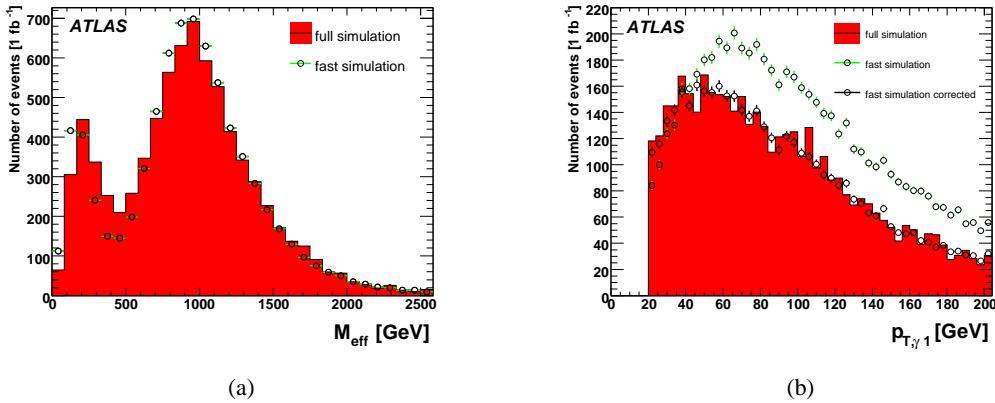 ATLAS
full simulation
fast simulation
Number of events [1 fb⁻¹]
700
600
500
400
300
200
100
0
0 500 1000 1500 2000 2500
M_eff [GeV]
(a)
ATLAS
full simulation
fast simulation
fast simulation corrected
Number of events [1 fb⁻¹]
220
200
180
160
140
120
100
80
60
40
20
0
0 20 40 60 80 100 120 140 160 180 200
p_T,γ 1 [GeV]
(b)